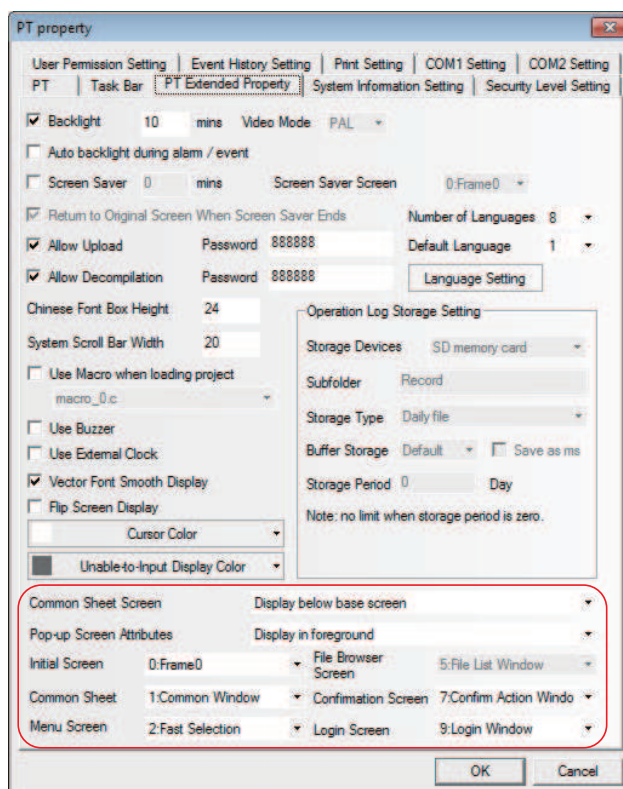 PT property
User Permission Setting Event History Setting Print Setting COM1 Setting COM2 Setting
PT Task Bar PT Extended Property System Information Setting Security Level Setting
Backlight 10 mins Video Mode PAL
Auto backlight during alarm / event
Screen Saver 0 mins Screen Saver Screen 0:Frame0
Return to Original Screen When Screen Saver Ends Number of Languages 8
Allow Upload Password 888888 Default Language 1
Allow Decompilation Password 888888 Language Setting
Chinese Font Box Height 24 Operation Log Storage Setting
System Scroll Bar Width 20 Storage Devices SD memory card
Use Macro when loading project Subfolder Record
macro_0.c Storage Type Daily file
Use Buzzer
Use External Clock Buffer Storage Default Save as ms
Vector Font Smooth Display Storage Period 0 Day
Flip Screen Display Note: no limit when storage period is zero.
Cursor Color
Unable-to-Input Display Color
Common Sheet Screen Display below base screen
Pop-up Screen Attributes Display in foreground
Initial Screen 0:Frame0 File Browser Screen 5:File List Window
Common Sheet 1:Common Window Confirmation Screen 7:Confirm Action Windo
Menu Screen 2:Fast Selection Login Screen 9:Login Window
OK Cancel